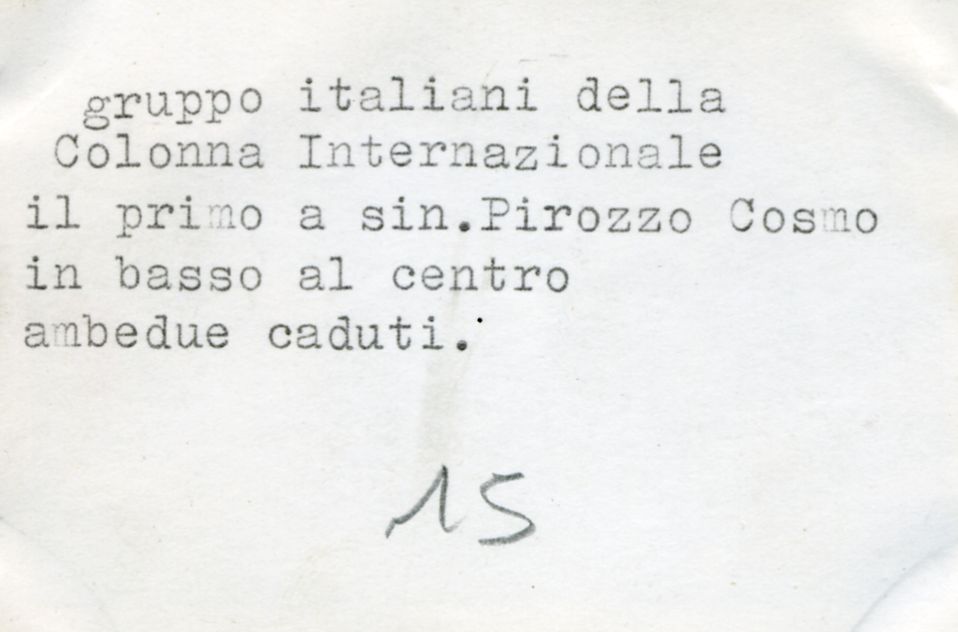 gruppo italiani della
Colonna Internazionale
il primo a sin.Pirozzo Cosmo
in basso al centro
ambedue caduti.
15